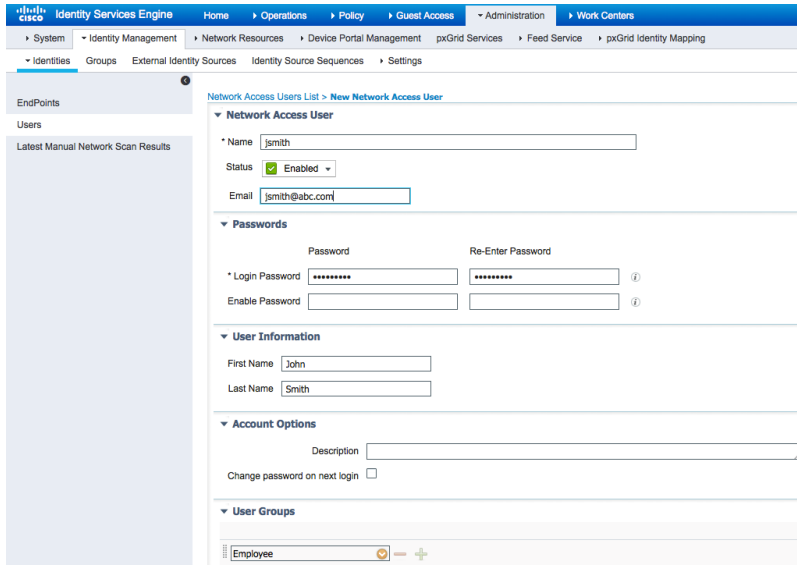 cisco Identity Services Engine Home Operations Policy Guest Access Administration Work Centers
System Identity Management Network Resources Device Portal Management pxGrid Services Feed Service pxGrid Identity Mapping
Identities Groups External Identity Sources Identity Source Sequences Settings
EndPoints
Users
Latest Manual Network Scan Results
Network Access Users List > New Network Access User
Network Access User
* Name jsmith
Status Enabled
Email jsmith@abc.com
Passwords
Password Re-Enter Password
* Login Password ••••••••• •••••••••
Enable Password
User Information
First Name John
Last Name Smith
Account Options
Description
Change password on next login
User Groups
Employee